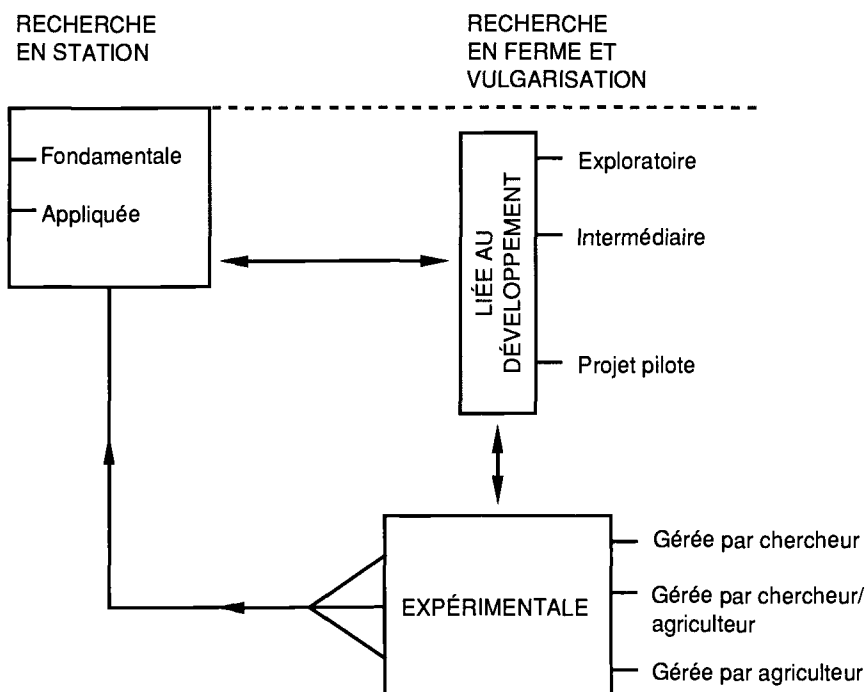 RECHERCHE
EN STATION
RECHERCHE
EN FERME ET
VULGARISATION
Fondamentale
Appliquée
LIÉE AU
DÉVELOPPEMENT
Exploratoire
Intermédiaire
Projet pilote
EXPÉRIMENTALE
Gérée par chercheur
Gérée par chercheur/
agriculteur
Gérée par agriculteur